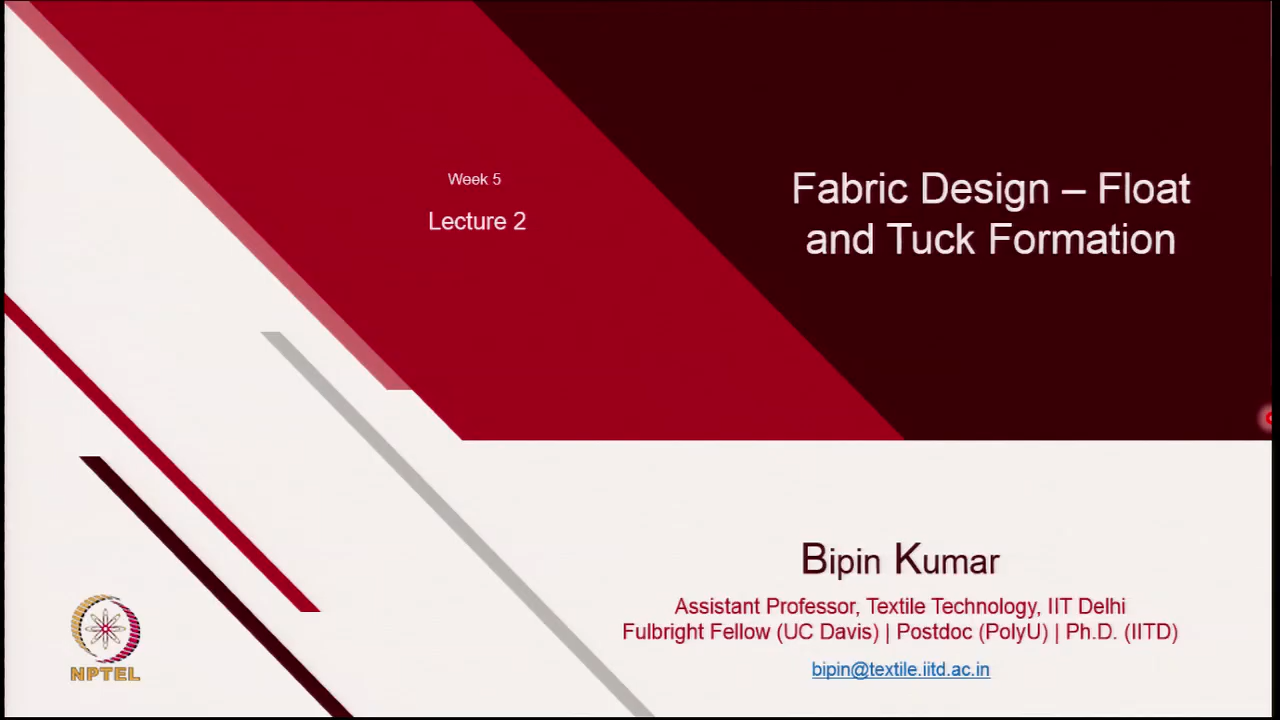 Week 5
Lecture 2
Fabric Design – Float
and Tuck Formation
Bipin Kumar
Assistant Professor, Textile Technology, IIT Delhi
Fulbright Fellow (UC Davis) | Postdoc (PolyU) | Ph.D. (IITD)
bipin@textile.iitd.ac.in
NPTEL